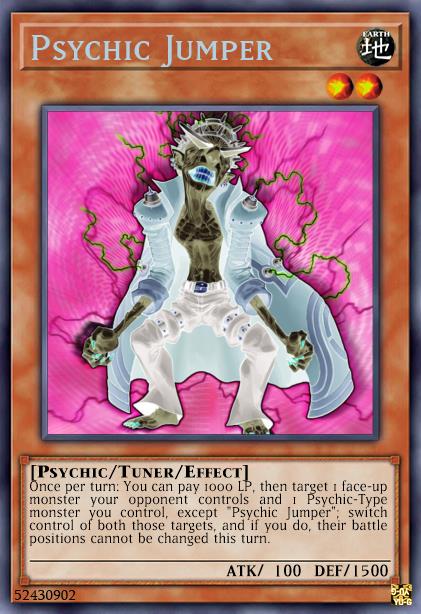 Psychic Jumper
EARTH
地
[Psychic/Tuner/Effect]
Once per turn: You can pay 1000 LP, then target 1 face-up
monster your opponent controls and 1 Psychic-Type
monster you control, except "Psychic Jumper"; switch
control of both those targets, and if you do, their battle
positions cannot be changed this turn.
ATK/ 100 DEF/1500
52430902